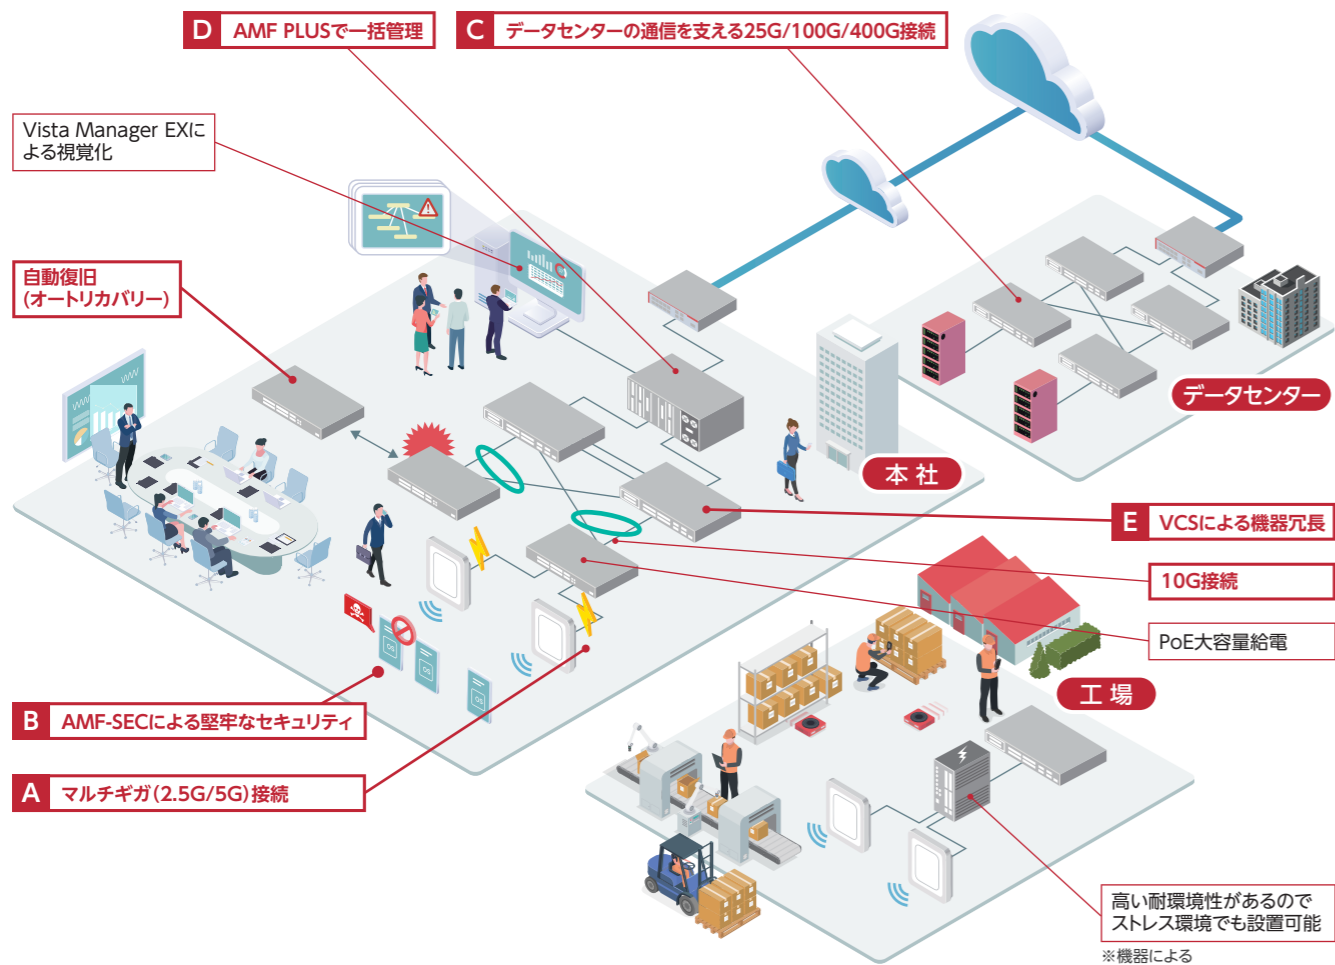 D AMF PLUSで一括管理
C データセンターの通信を支える25G/100G/400G接続
Vista Manager EXに
よる視覚化
自動復旧
(オートリカバリー)
データセンター
本 社
E VCSによる機器冗長
10G接続
PoE大容量給電
工 場
OS
OS
OS
B AMF-SECによる堅牢なセキュリティ
A マルチギガ(2.5G/5G)接続
高い耐環境性があるので
ストレス環境でも設置可能
※機器による